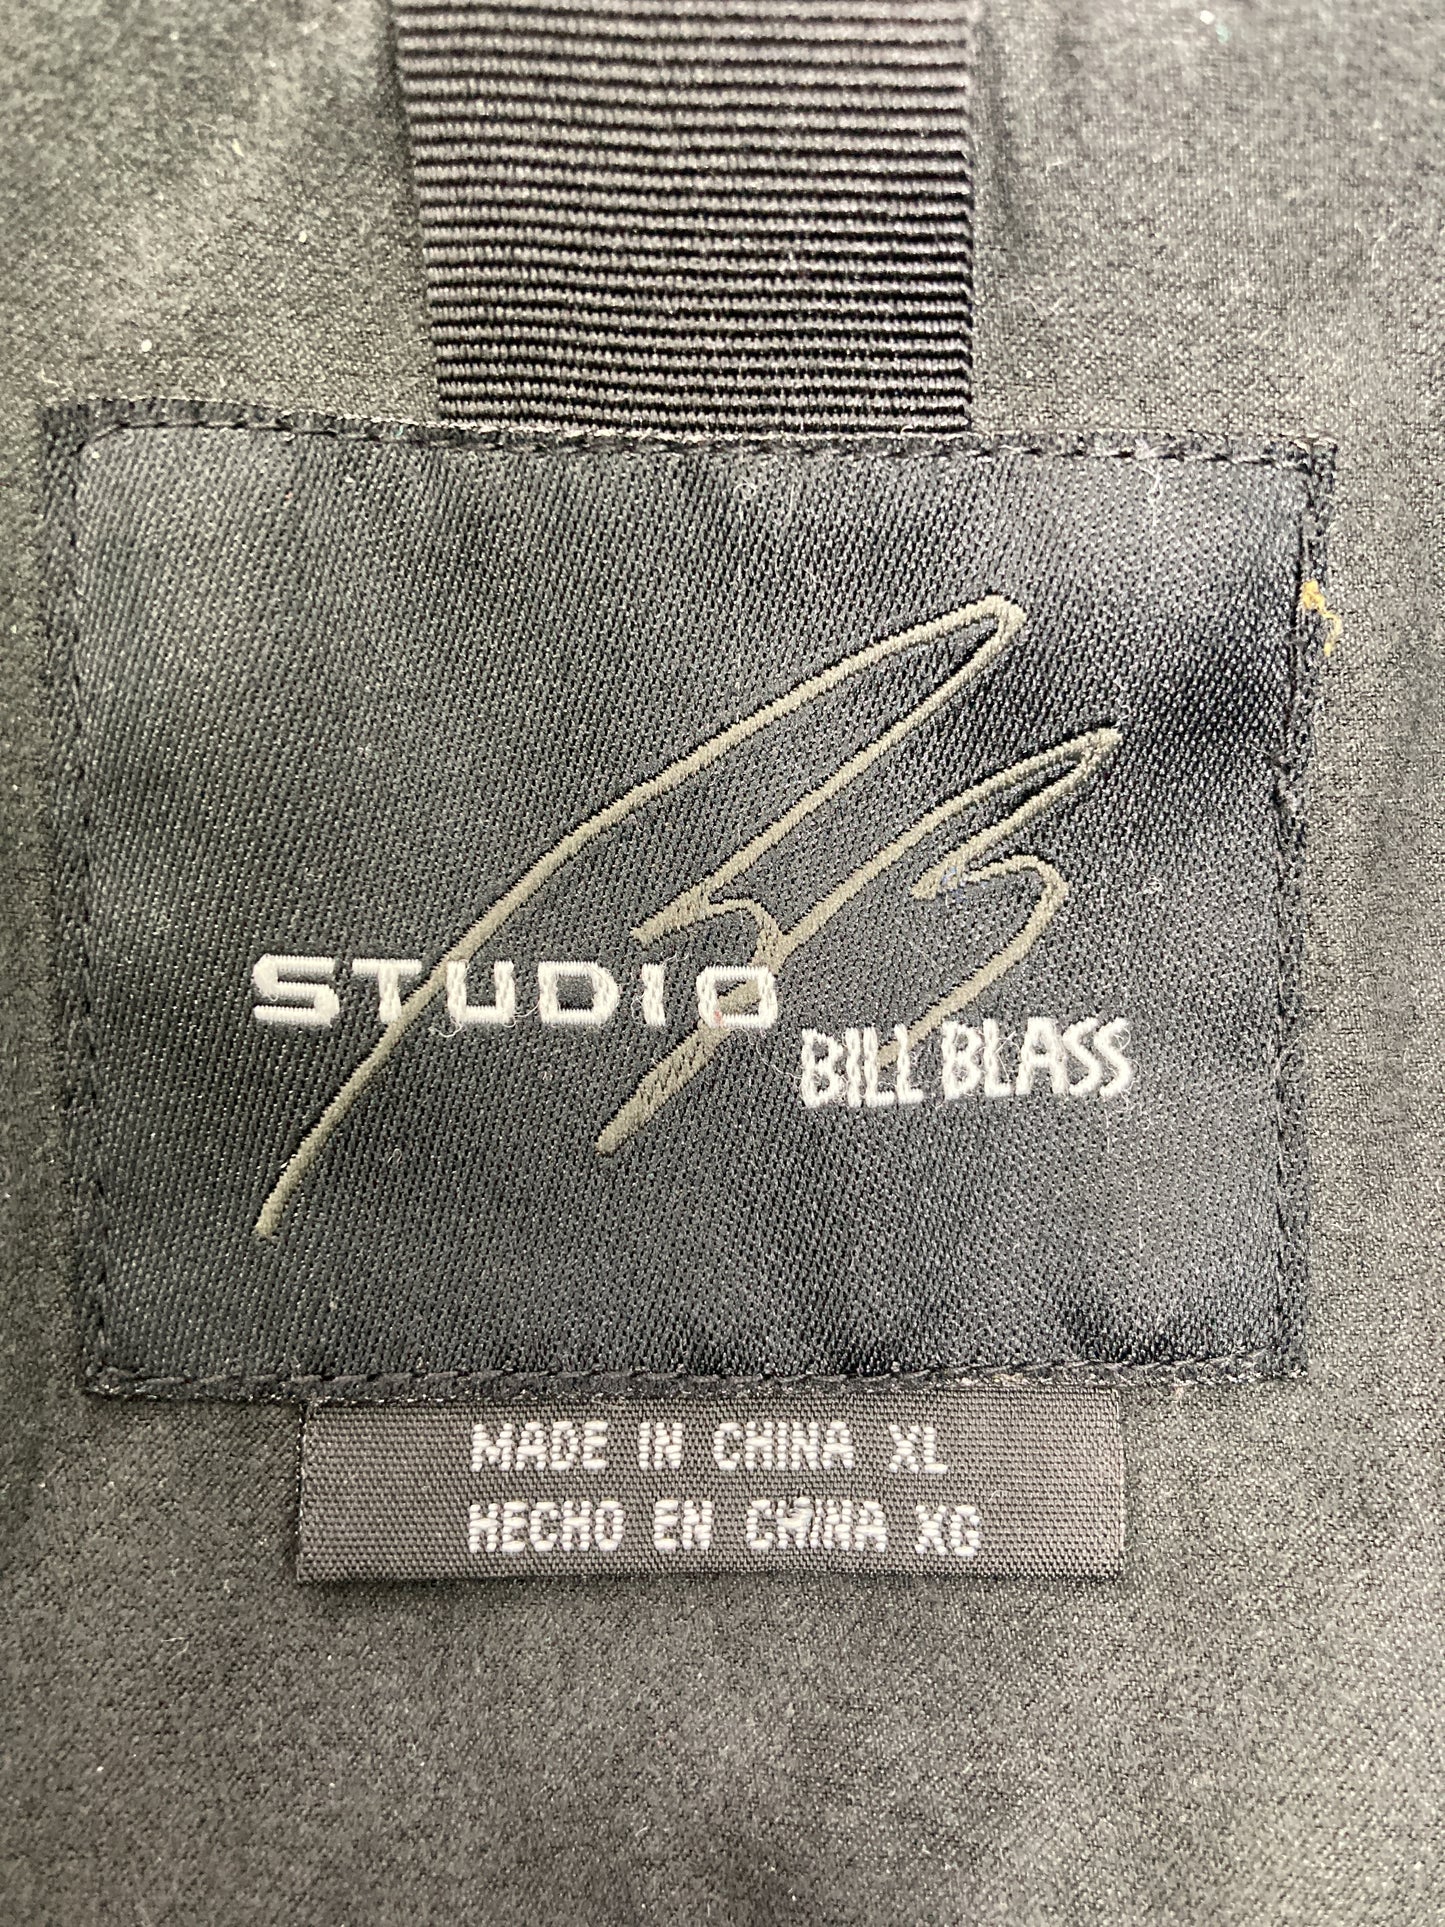 STUDIO
BILL BLASS
MADE IN CHINA XL
HECHO EN CHINA XG